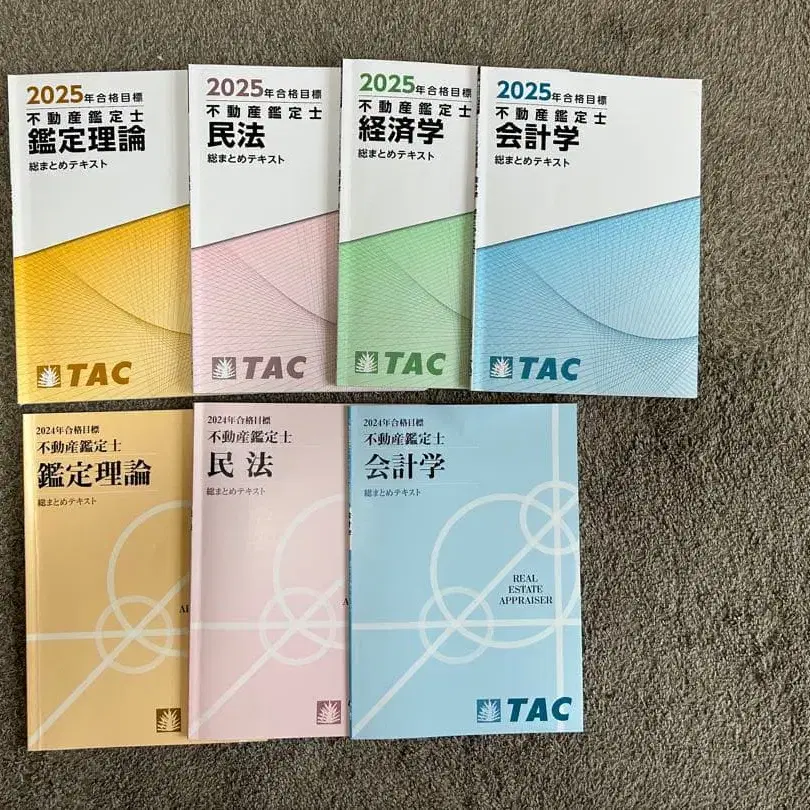 2025年合格目標
不動産鑑定士
鑑定理論
総まとめテキスト
TAC
2025年合格目標
不動産鑑定士
民法
総まとめテキスト
TAC
2025年合格目標
不動産鑑定士
経済学
総まとめテキスト
TAC
2025年合格目標
不動産鑑定士
会計学
総まとめテキスト
TAC
2024年合格目標
不動産鑑定士
鑑定理論
総まとめテキスト
2024年合格目標
不動産鑑定士
民法
総まとめテキスト
2024年合格目標
不動産鑑定士
会計学
総まとめテキスト
REAL
ESTATE
APPRAISER
TAC